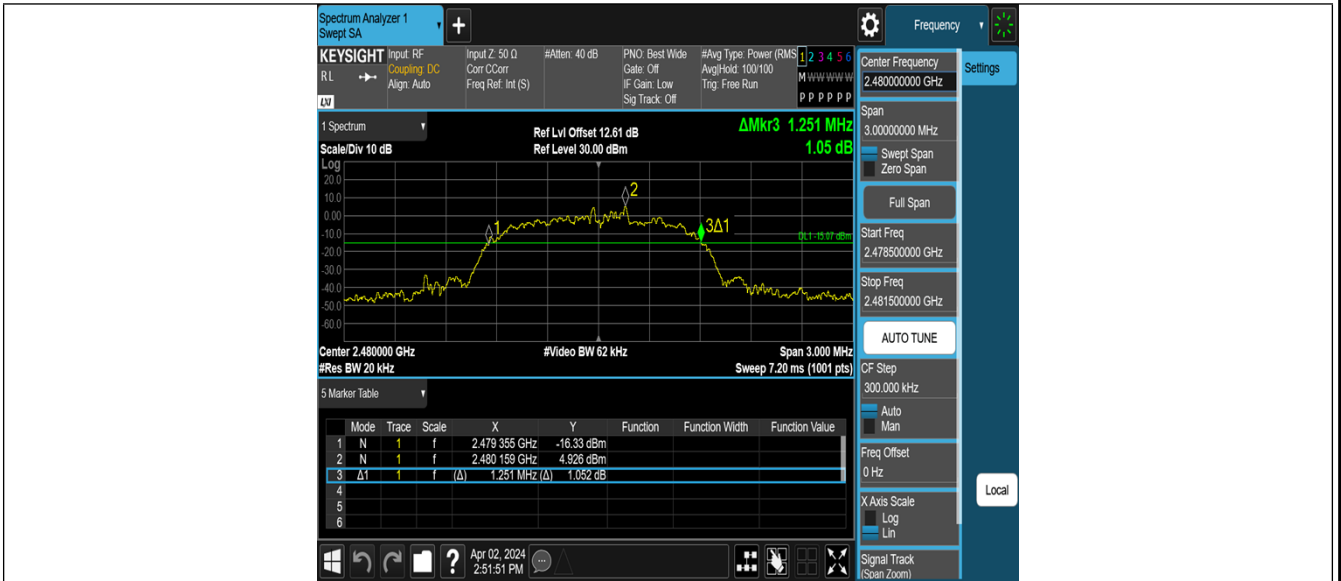 Spectrum Analyzer 1
Swept SA
+
Frequency
KEYSIGHT Input: RF Input Z: 50 Ω #Atten: 40 dB PNO: Best Wide #Avg Type: Power (RMS 1 2 3 4 5 6
RL Coupling: DC Corr CCorr Gate: Off Avg|Hold: 100/100 M W W W W W
Align: Auto Freq Ref: Int (S) IF Gain: Low Trig: Free Run
LXI Sig Track: Off P P P P P P
1 Spectrum
Ref Lvl Offset 12.61 dB ΔMkr3 1.251 MHz
Scale/Div 10 dB Ref Level 30.00 dBm 1.05 dB
Log
20.0
10.0
0.00
-10.0
-20.0
-30.0
-40.0
-50.0
-60.0
1
2
3Δ1
DL1 -15.07 dBm
Center 2.480000 GHz #Video BW 62 kHz Span 3.000 MHz
#Res BW 20 kHz Sweep 7.20 ms (1001 pts)
5 Marker Table
Mode Trace Scale X Y Function Function Width Function Value
1 N 1 f 2.479 355 GHz -16.33 dBm
2 N 1 f 2.480 159 GHz 4.926 dBm
3 Δ1 1 f (Δ) 1.251 MHz (Δ) 1.052 dB
4
5
6
Apr 02, 2024
2:51:51 PM
?
Center Frequency
2.480000000 GHz
Settings
Span
3.00000000 MHz
Swept Span
Zero Span
Full Span
Start Freq
2.478500000 GHz
Stop Freq
2.481500000 GHz
AUTO TUNE
CF Step
300.000 kHz
Auto
Man
Freq Offset
0 Hz
X Axis Scale
Log
Lin
Local
Signal Track
(Span Zoom)